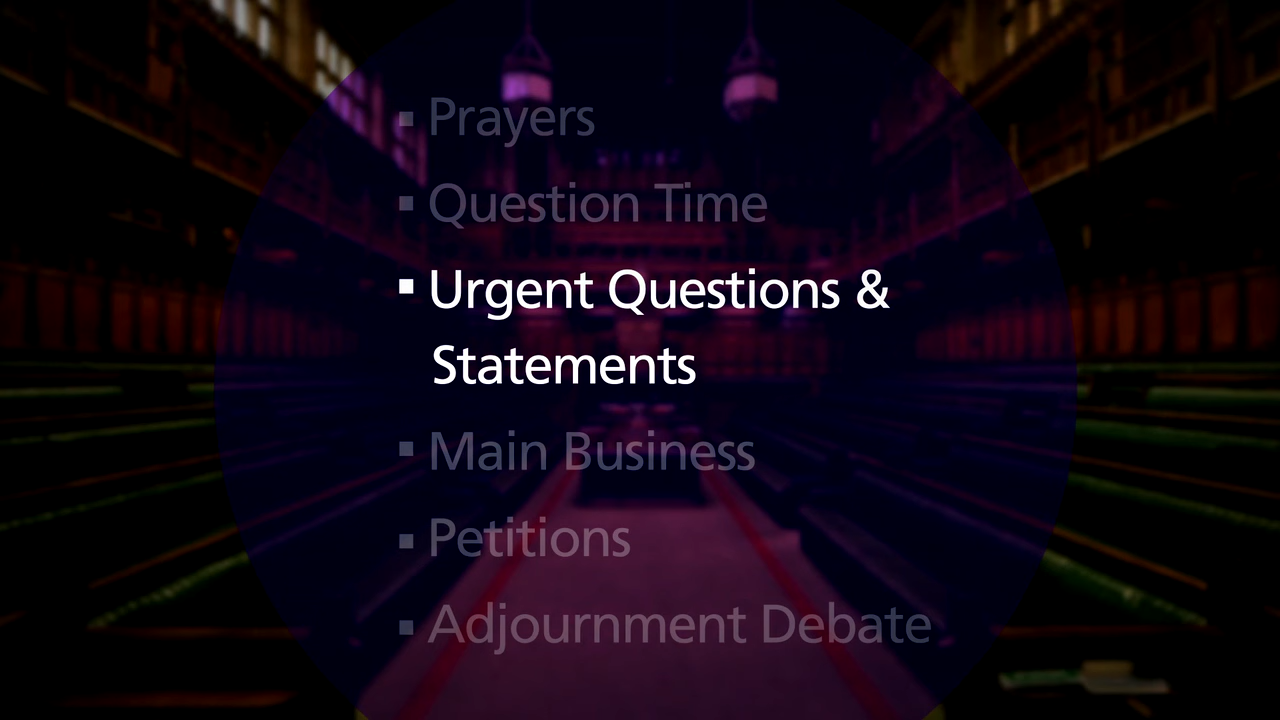 ▪ Prayers
▪ Question Time
▪ Urgent Questions &
Statements
▪ Main Business
▪ Petitions
▪ Adjournment Debate